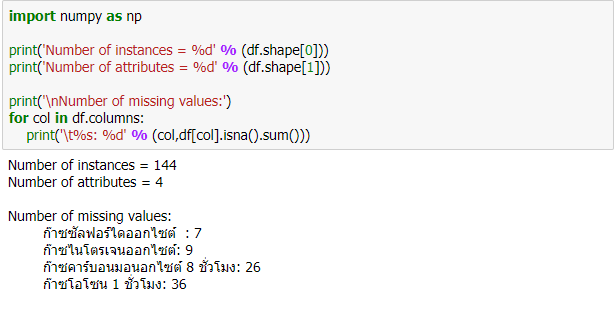 import numpy as np
print('Number of instances = %d' % (df.shape[0]))
print('Number of attributes = %d' % (df.shape[1]))
print('\nNumber of missing values:')
for col in df.columns:
print('\t%s: %d' % (col,df[col].isna().sum()))
Number of instances = 144
Number of attributes = 4
Number of missing values:
ก๊าซซัลฟอร์ไดออกไซต์ : 7
ก๊าซไนโตรเจนออกไซต์: 9
ก๊าซคาร์บอนมอนอกไซต์ 8 ชั่วโมง: 26
ก๊าซโอโซน 1 ชั่วโมง: 36